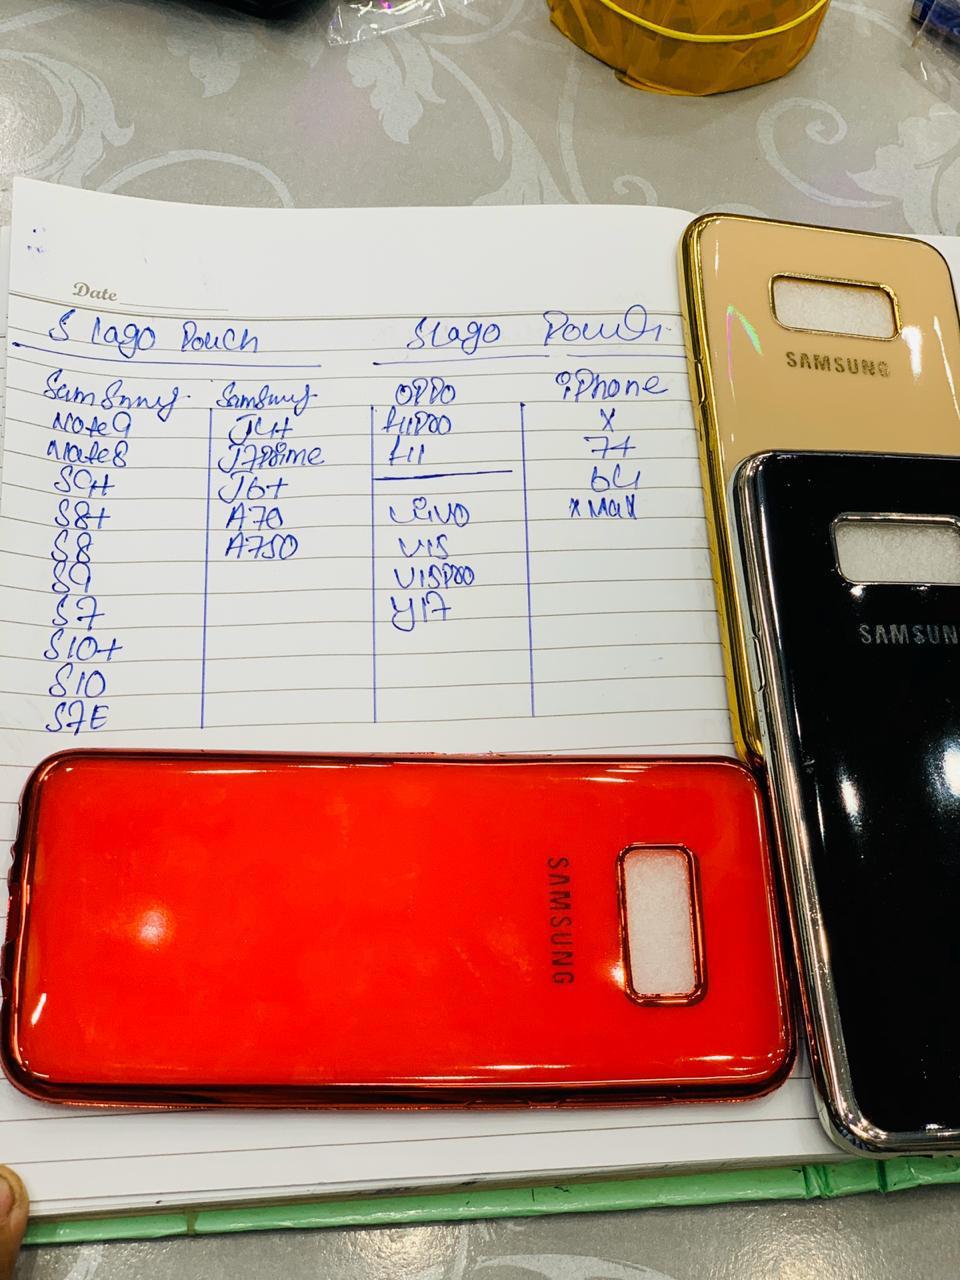 Date
S lago Pouch
Slago Pouch
Samsung
Note9
Note8
S9+
S8+
S8
S9
S7
S10+
S10
S7E
Samsung
J4+
J7Prime
J6+
A70
A750
OPPO
F11Pro
F11
Vivo
V15
V15Pro
Y17
iPhone
X
7+
6G
X Max
SAMSUNG
SAMSUN
SAMSUNG